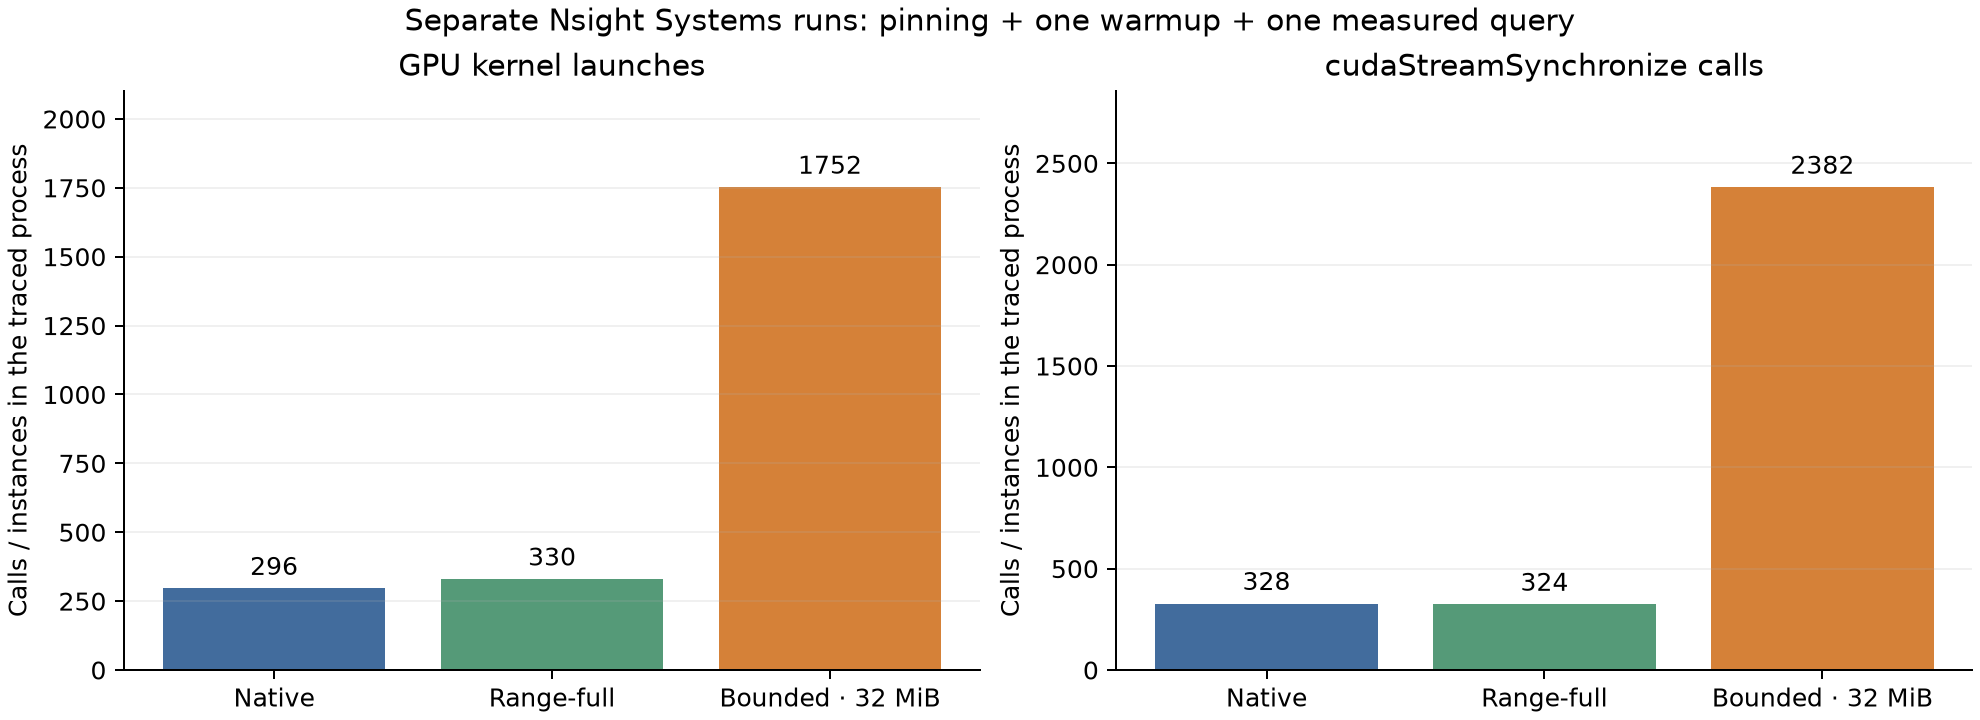 Separate Nsight Systems runs: pinning + one warmup + one measured query
GPU kernel launches
Calls / instances in the traced process
2000
1750
1500
1250
1000
750
500
250
0
296
330
1752
Native
Range-full
Bounded · 32 MiB
cudaStreamSynchronize calls
Calls / instances in the traced process
2500
2000
1500
1000
500
0
328
324
2382
Native
Range-full
Bounded · 32 MiB